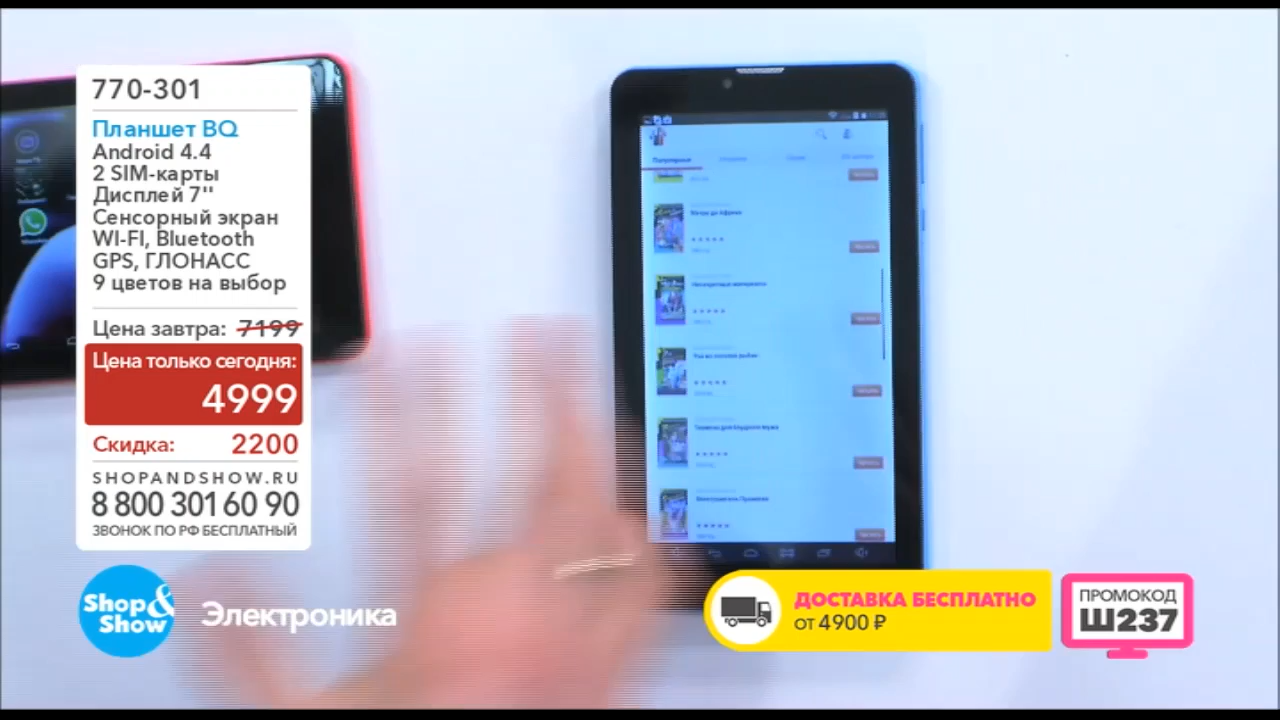 770-301
Планшет BQ
Android 4.4
2 SIM-карты
Дисплей 7''
Сенсорный экран
WI-FI, Bluetooth
GPS, ГЛОНАСС
9 цветов на выбор
Цена завтра: 7199
Цена только сегодня:
4999
Скидка: 2200
SHOPANDSHOW.RU
8 800 301 60 90
ЗВОНОК ПО РФ БЕСПЛАТНЫЙ
Shop&
Show
Электроника
ДОСТАВКА БЕСПЛАТНО
ОТ 4900 ₽
ПРОМОКОД
Ш237
Популярные